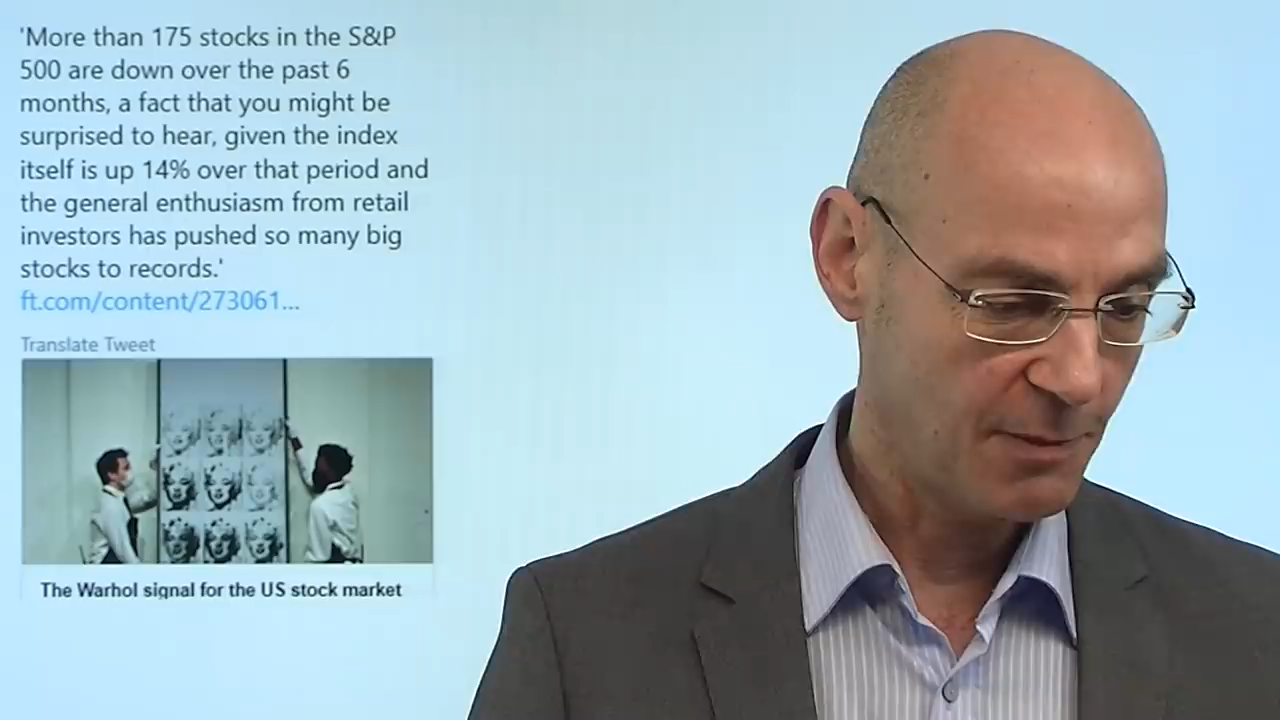 'More than 175 stocks in the S&P
500 are down over the past 6
months, a fact that you might be
surprised to hear, given the index
itself is up 14% over that period and
the general enthusiasm from retail
investors has pushed so many big
stocks to records.'
ft.com/content/273061...
Translate Tweet
The Warhol signal for the US stock market